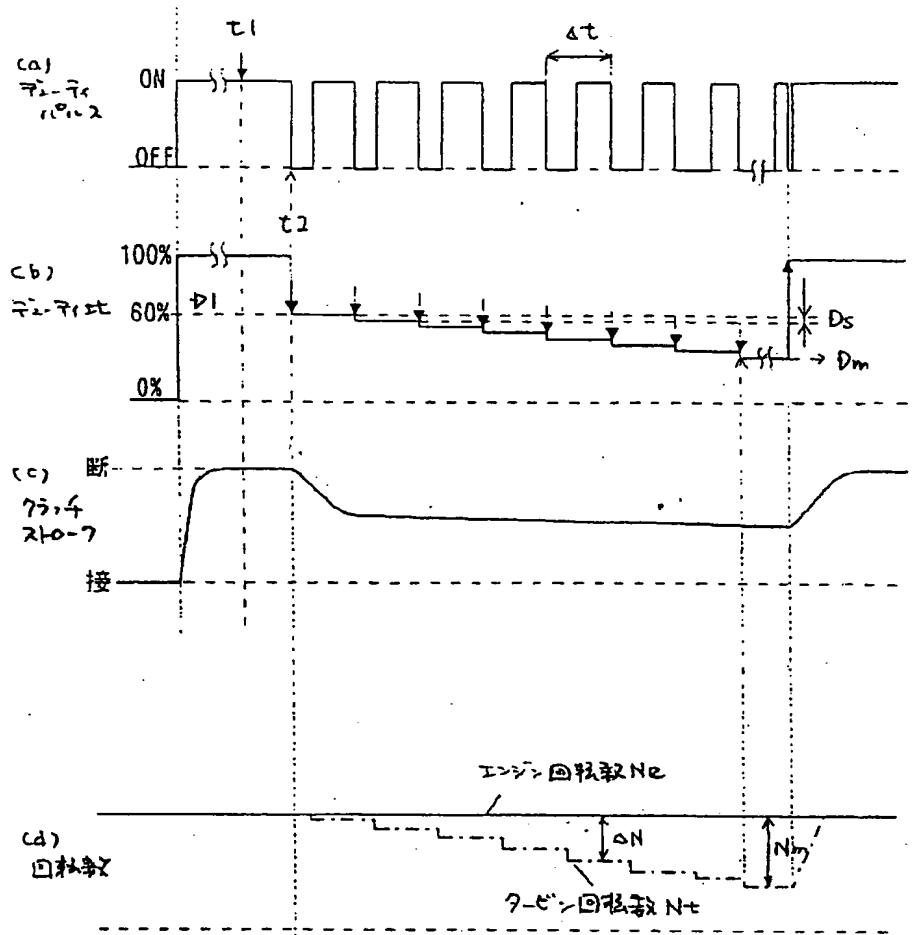 t1
Δt
(a)
デューティ
パルス
ON
OFF
t2
(b)
デューティ比
100%
D1
60%
0%
Ds
Dm
(c)
クラッチ
ストローク
断
接
エンジン回転数Ne
(d)
回転数
ΔN
Nm
タービン回転数Nt